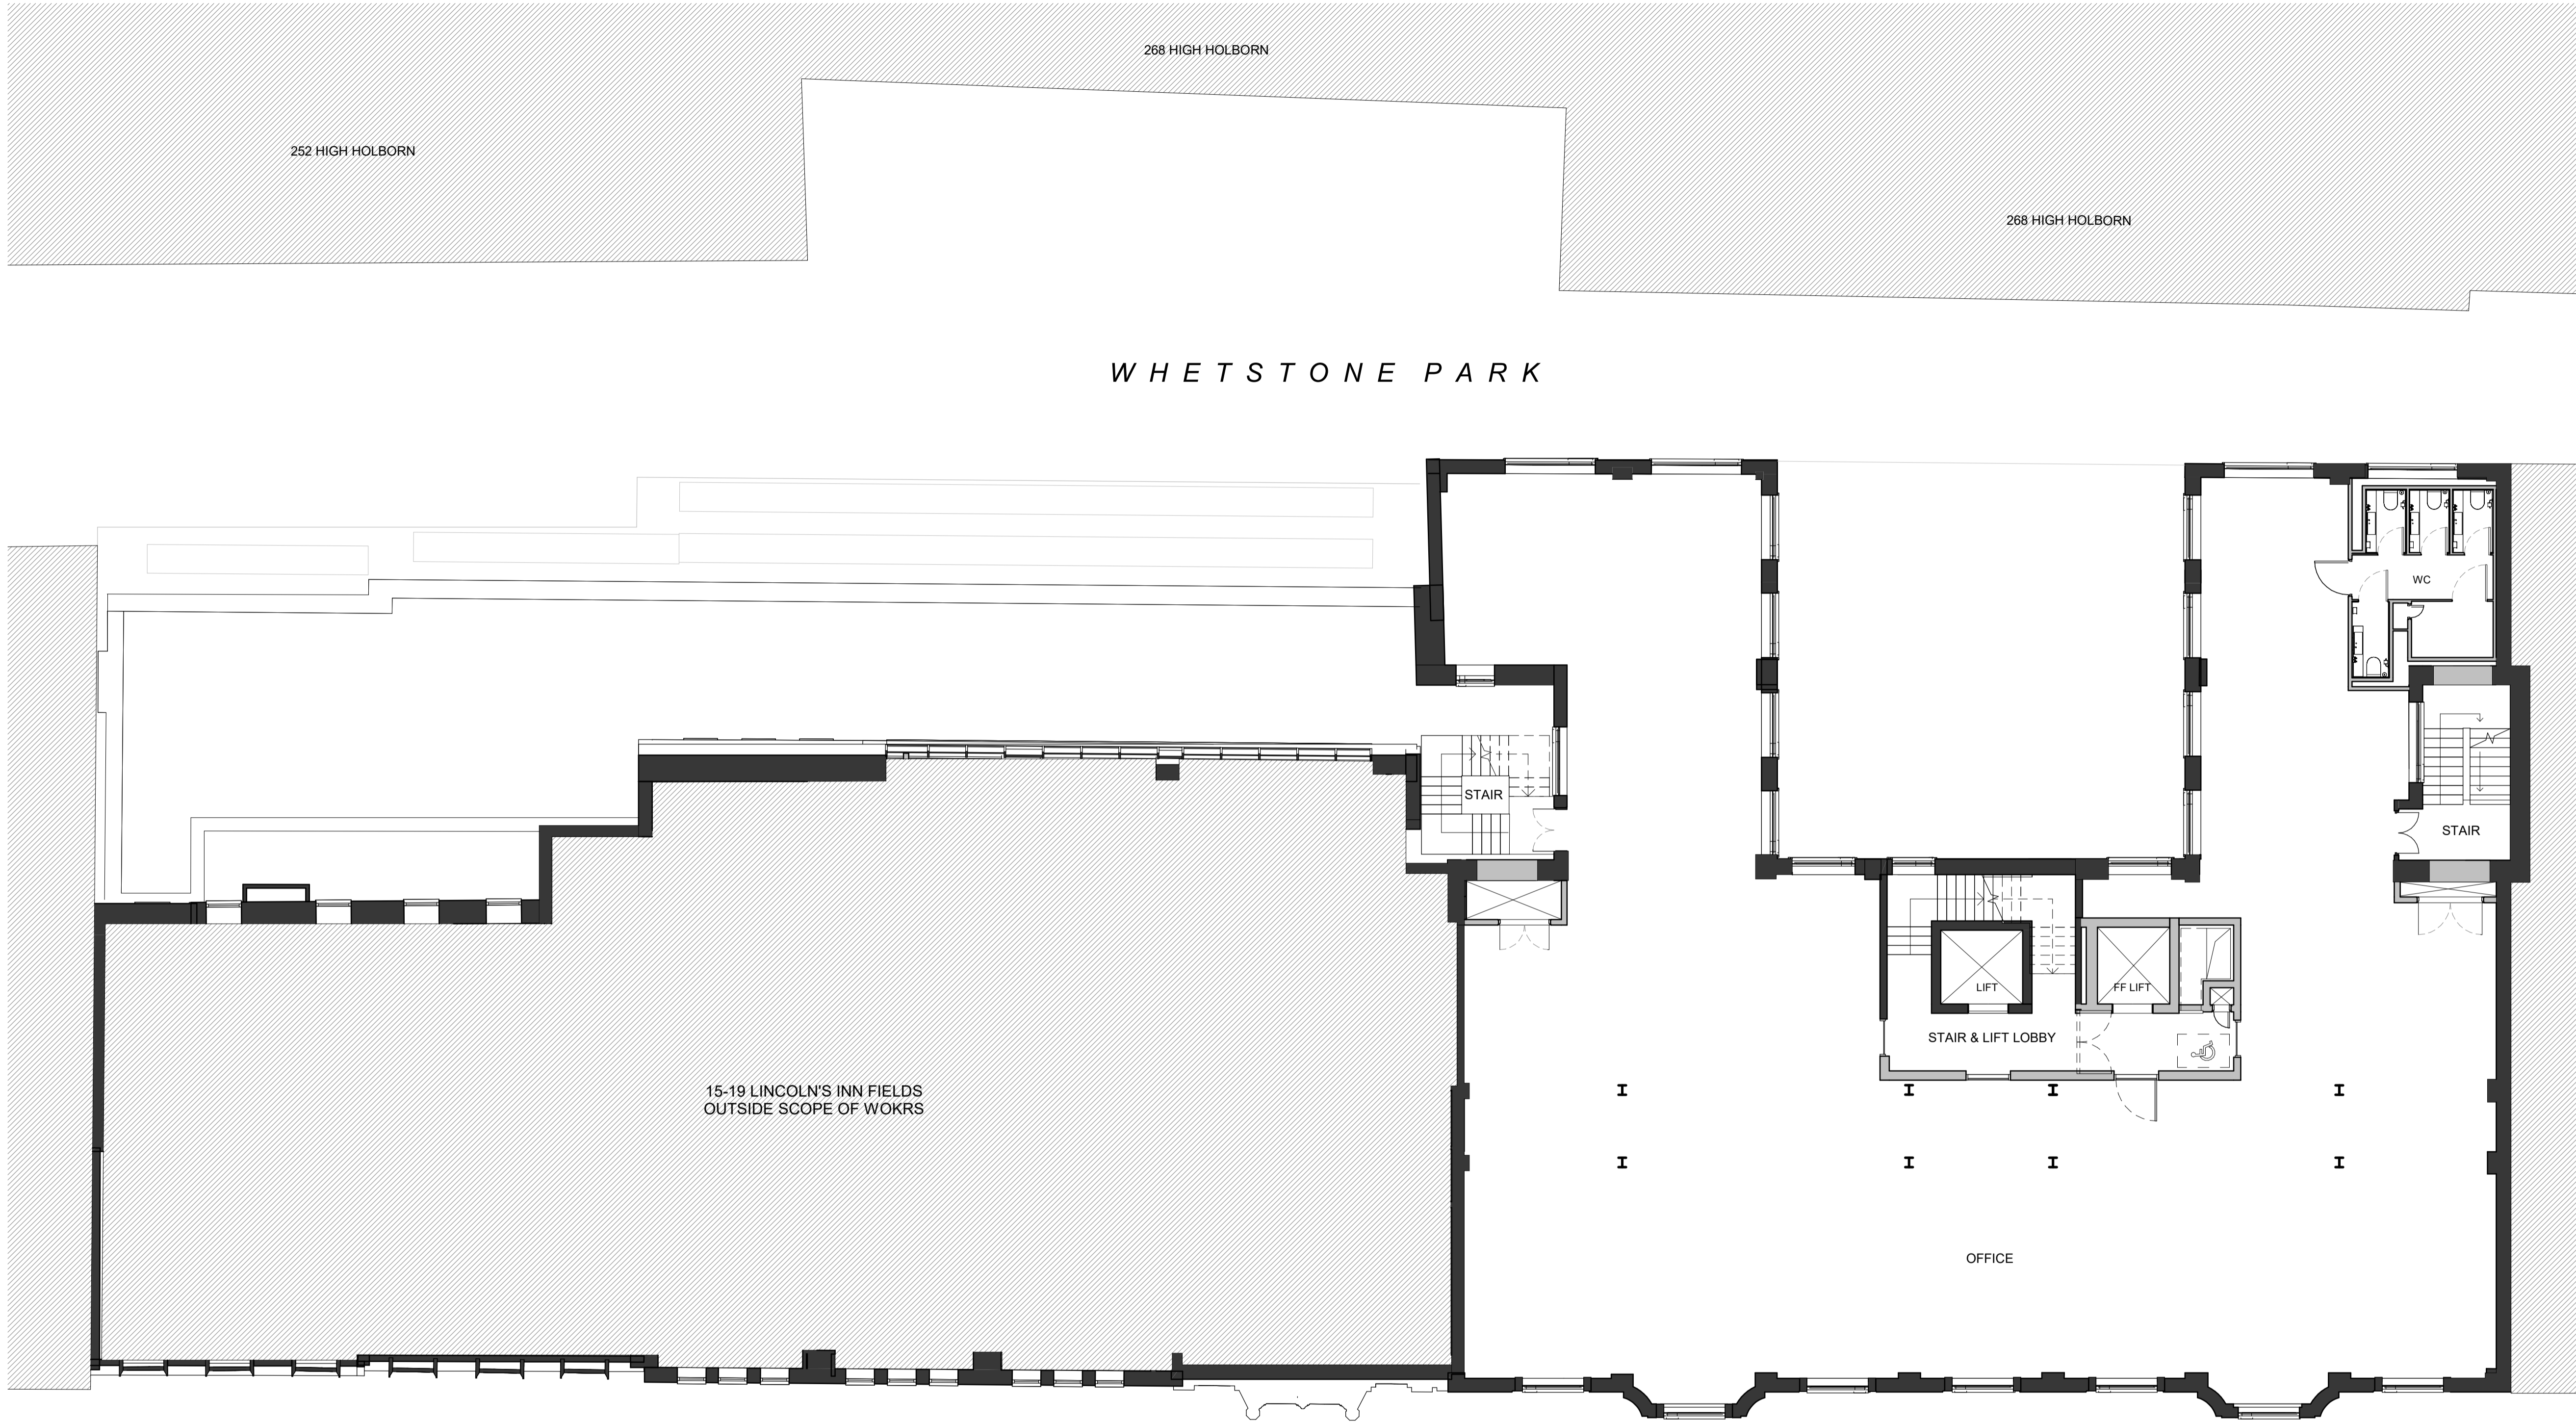 268 HIGH HOLBORN
252 HIGH HOLBORN
268 HIGH HOLBORN
WHETSTONE PARK
WC
STAIR
STAIR
LIFT
FF LIFT
STAIR & LIFT LOBBY
15-19 LINCOLN'S INN FIELDS
OUTSIDE SCOPE OF WOKRS
OFFICE